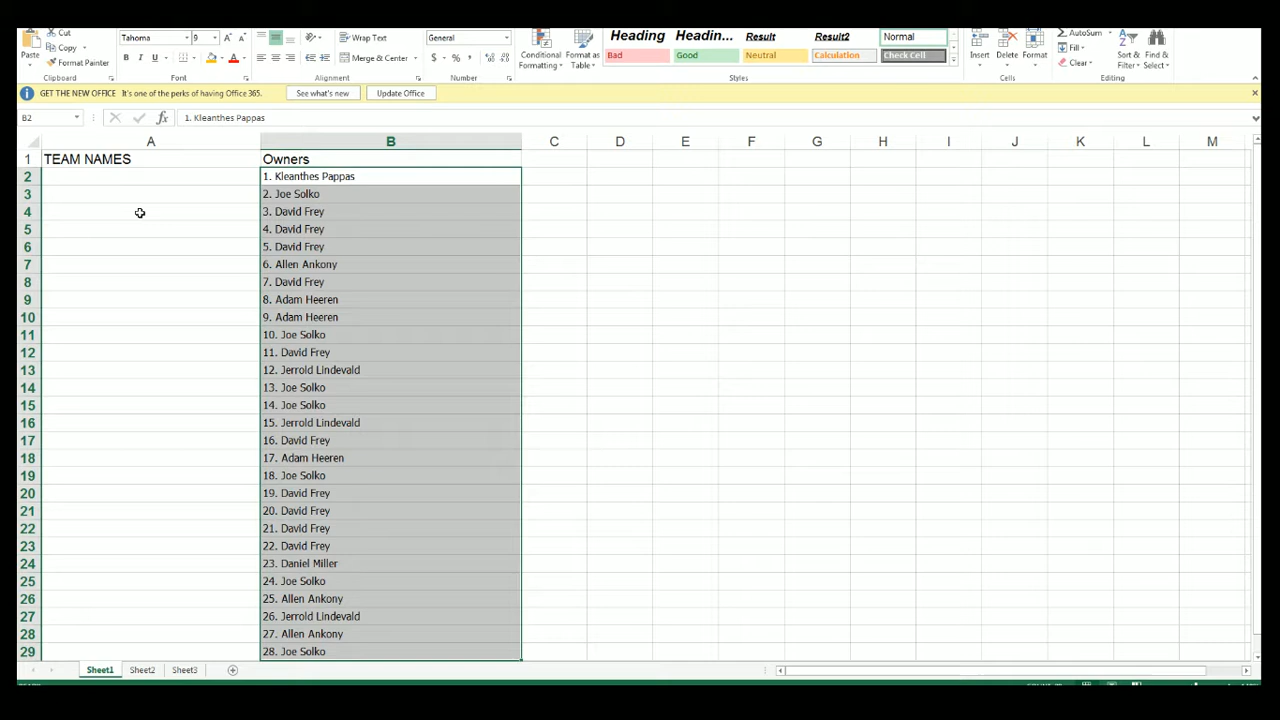 Cut
Copy
Format Painter
Paste
Clipboard
Tahoma 9 A A
B I U A
Font
Wrap Text
Merge & Center
Alignment
General
$ % ,
Number
Conditional Formatting
Format as Table
Heading Headin... Result Result2 Normal
Bad Good Neutral Calculation Check Cell
Styles
Insert Delete Format
Cells
AutoSum
Fill
Clear
Sort & Filter
Find & Select
Editing
GET THE NEW OFFICE It's one of the perks of having Office 365. See what's new Update Office
B2 fx 1. Kleanthes Pappas
A B C D E F G H I J K L M
1 TEAM NAMES Owners
2 1. Kleanthes Pappas
3 2. Joe Solko
4 3. David Frey
5 4. David Frey
6 5. David Frey
7 6. Allen Ankony
8 7. David Frey
9 8. Adam Heeren
10 9. Adam Heeren
11 10. Joe Solko
12 11. David Frey
13 12. Jerrold Lindevald
14 13. Joe Solko
15 14. Joe Solko
16 15. Jerrold Lindevald
17 16. David Frey
18 17. Adam Heeren
19 18. Joe Solko
20 19. David Frey
21 20. David Frey
22 21. David Frey
23 22. David Frey
24 23. Daniel Miller
25 24. Joe Solko
26 25. Allen Ankony
27 26. Jerrold Lindevald
28 27. Allen Ankony
29 28. Joe Solko
Sheet1 Sheet2 Sheet3